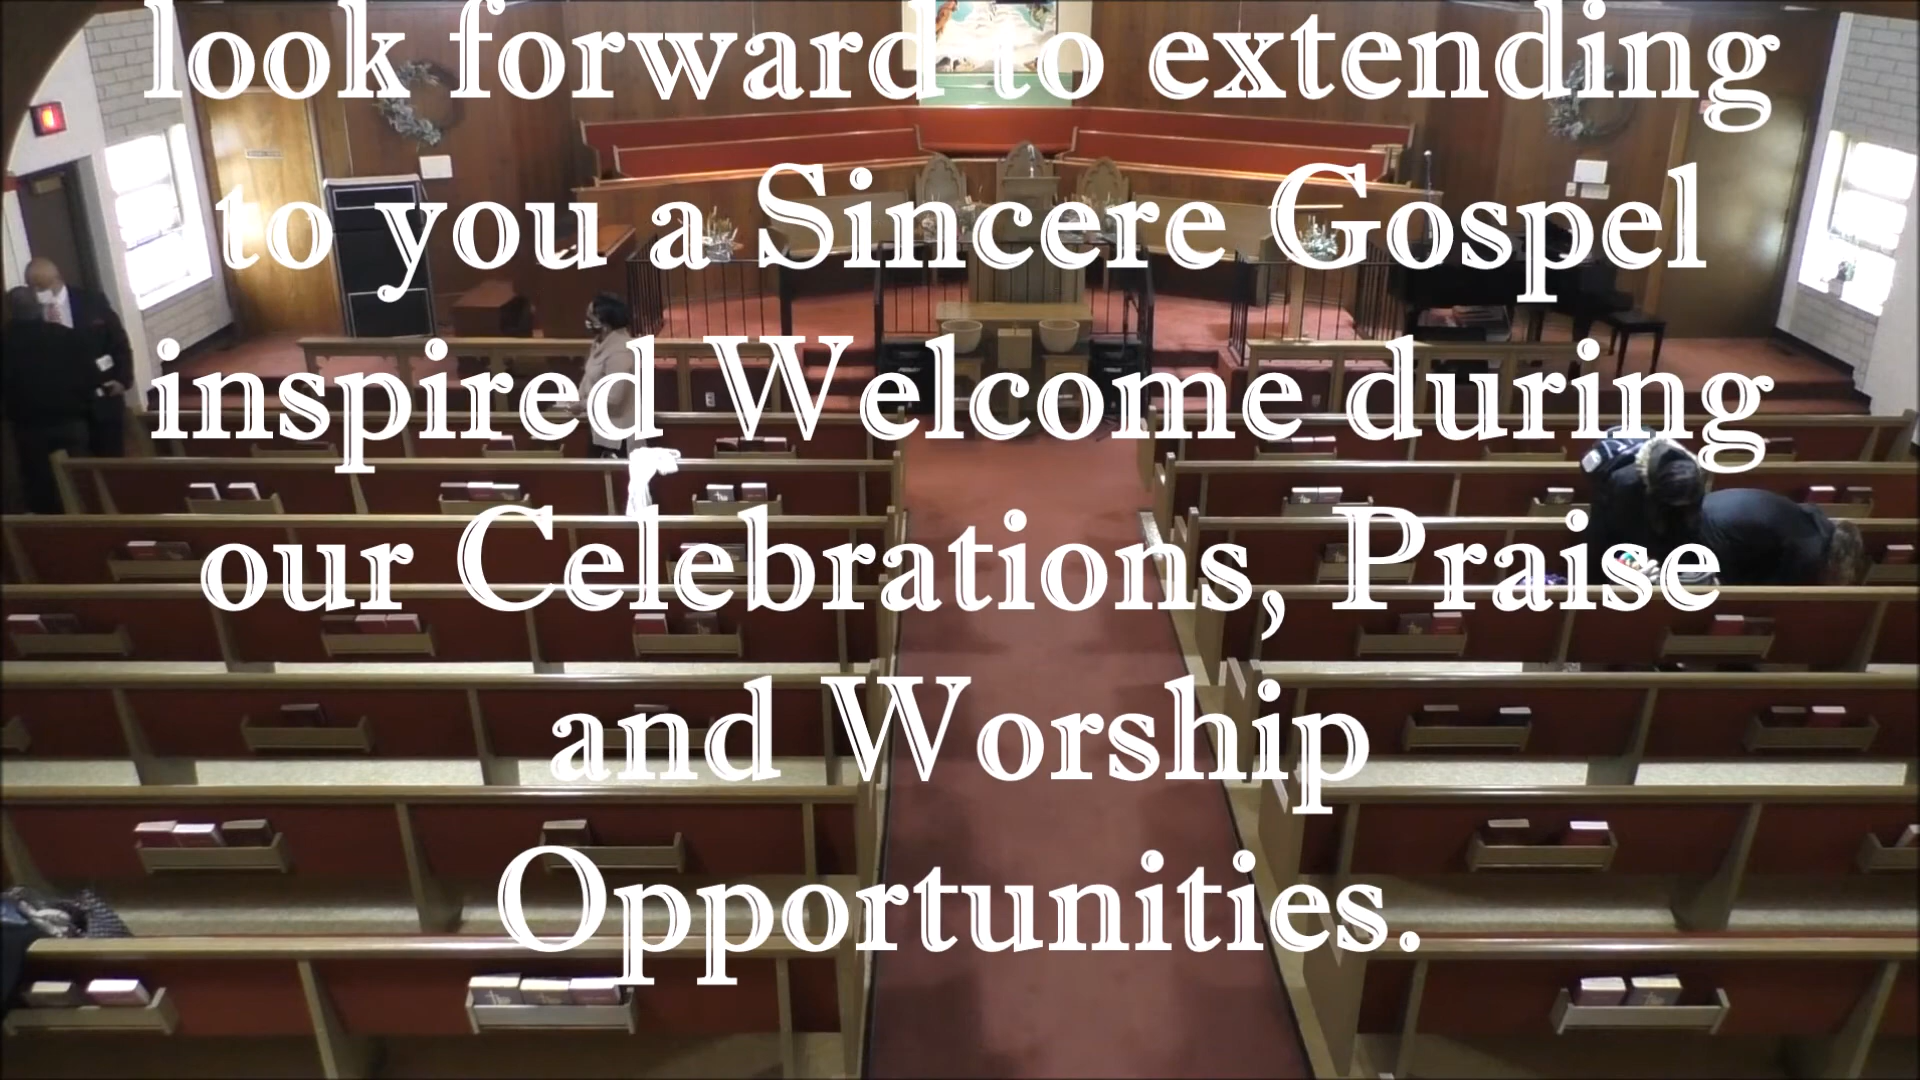 look forward to extending
to you a Sincere Gospel
inspired Welcome during
our Celebrations, Praise
and Worship
Opportunities.